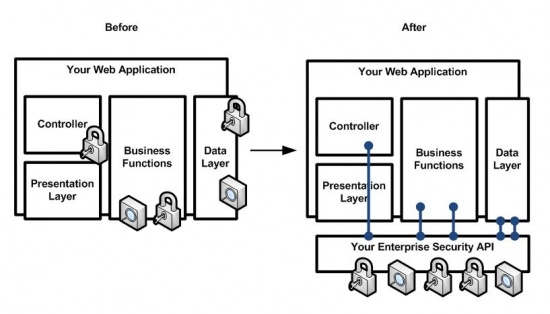 Before
After
Your Web Application
Controller
Business
Functions
Data
Layer
Presentation
Layer
Your Web Application
Controller
Business
Functions
Data
Layer
Presentation
Layer
Your Enterprise Security API